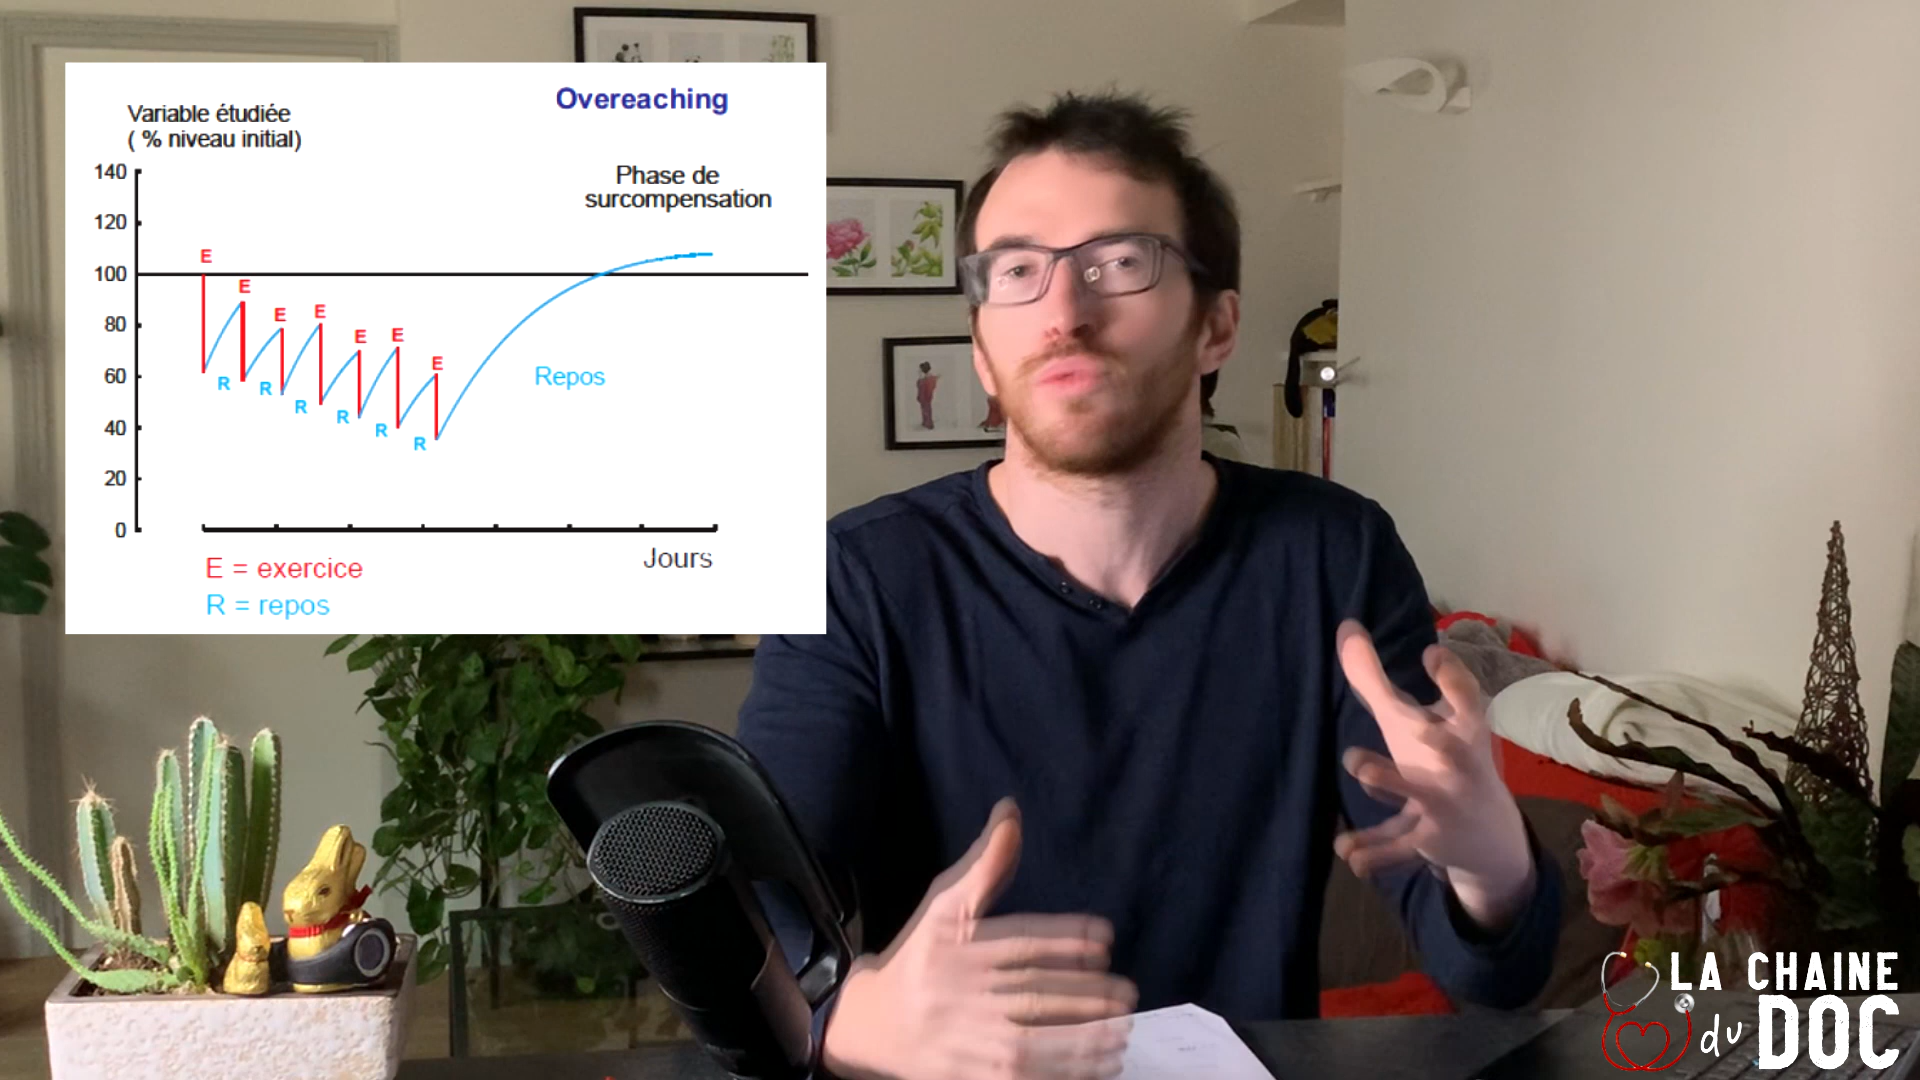 Overeaching
Variable étudiée
( % niveau initial)
Phase de
surcompensation
140
120
100
80
60
40
20
0
E
E
E
E
E
E
E
R
R
R
R
R
R
Repos
Jours
E = exercice
R = repos
LA CHAINE
du DOC